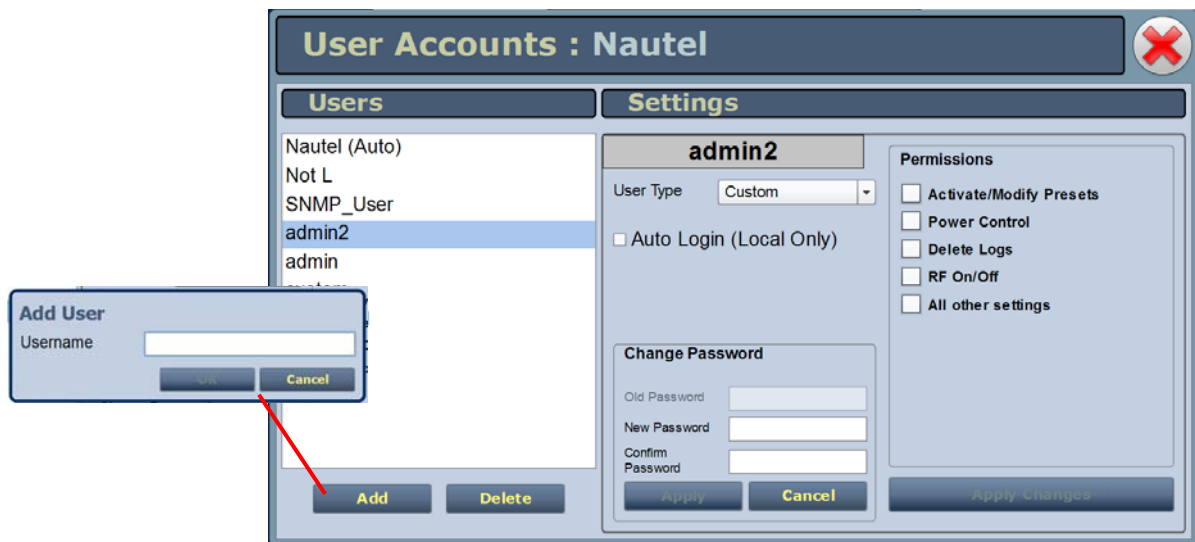 User Accounts : Nautel
Users
Nautel (Auto)
Not L
SNMP_User
admin2
admin
Add User
Username
OK
Cancel
Add
Delete
Settings
admin2
User Type
Custom
Auto Login (Local Only)
Change Password
Old Password
New Password
Confirm
Password
Apply
Cancel
Permissions
Activate/Modify Presets
Power Control
Delete Logs
RF On/Off
All other settings
Apply Changes